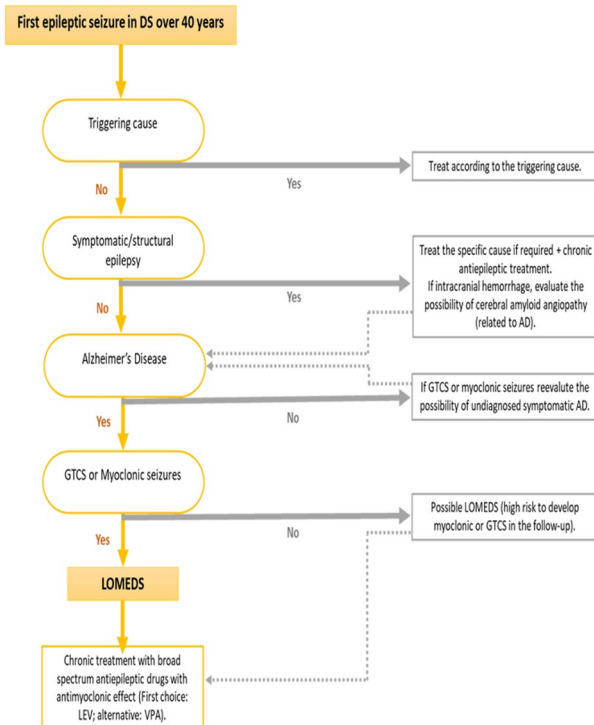 First epileptic seizure in DS over 40 years
Triggering cause
Treat according to the triggering cause.
No
Yes
Symptomatic/structural
epilepsy
Treat the specific cause if required + chronic
antiepileptic treatment.
If intracranial hemorrhage, evaluate the
possibility of cerebral amyloid angiopathy
(related to AD).
No
Yes
Alzheimer's Disease
If GTCS or myoclonic seizures reevalute the
possibility of undiagnosed symptomatic AD.
Yes
No
GTCS or Myoclonic seizures
Possible LOMEDS (high risk to develop
myoclonic or GTCS in the follow-up).
Yes
No
LOMEDS
Chronic treatment with broad
spectrum antiepileptic drugs with
antimyoclonic effect (First choice:
LEV; alternative: VPA).